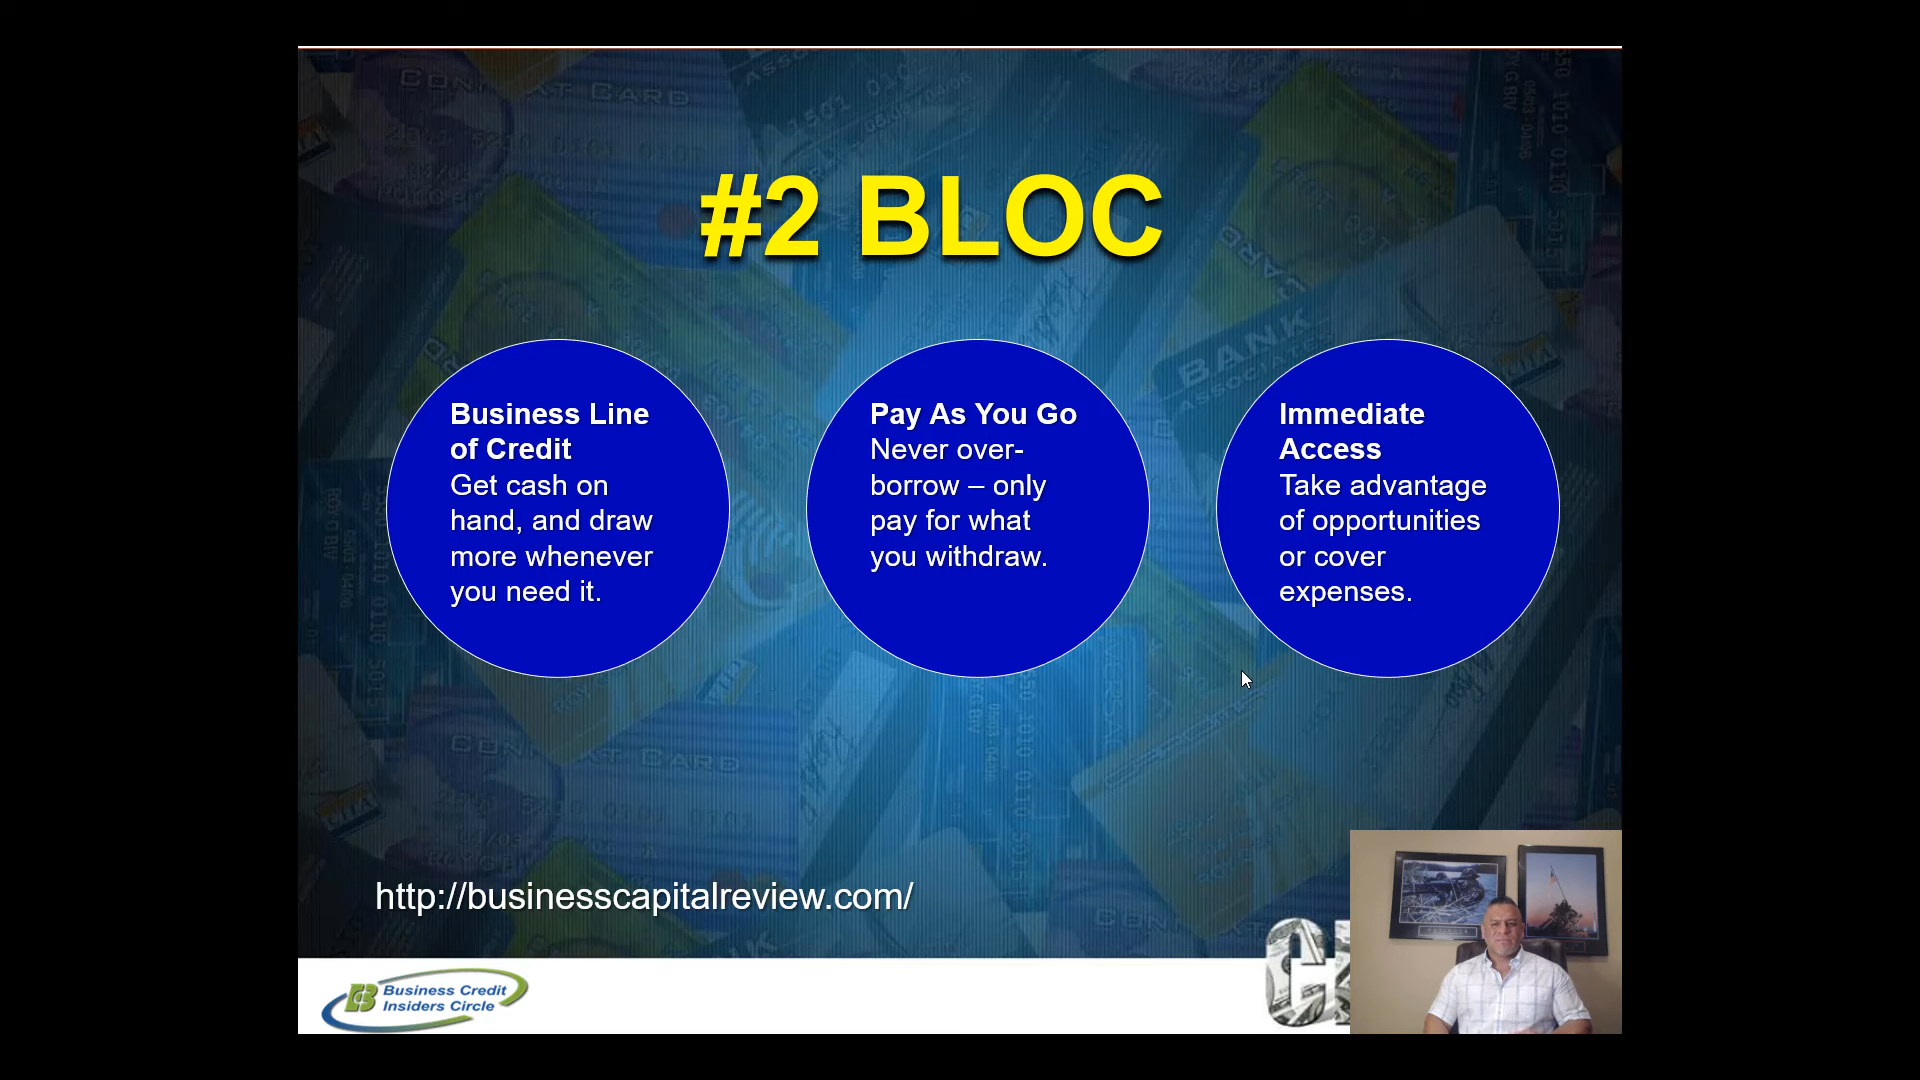 #2 BLOC
Business Line
of Credit
Get cash on
hand, and draw
more whenever
you need it.
Pay As You Go
Never over-
borrow – only
pay for what
you withdraw.
Immediate
Access
Take advantage
of opportunities
or cover
expenses.
http://businesscapitalreview.com/
Business Credit
Insiders Circle
BANK